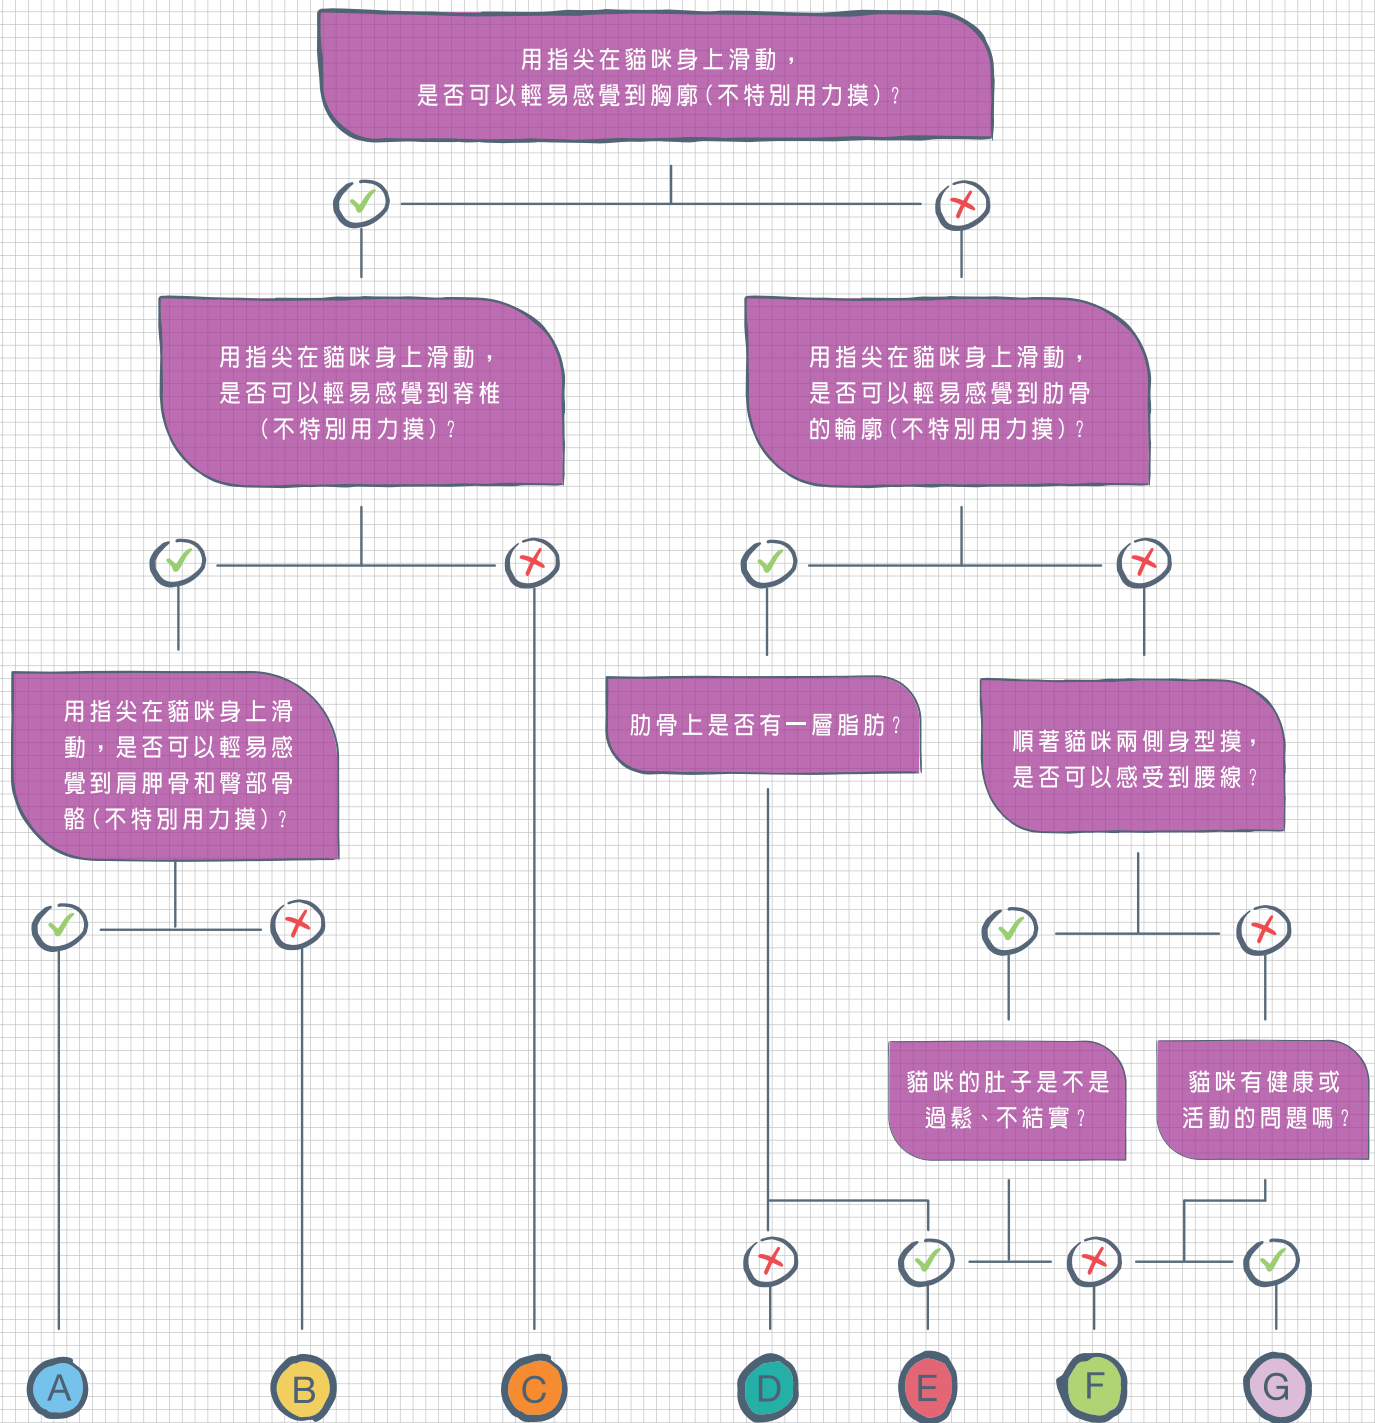 用指尖在貓咪身上滑動，
是否可以輕易感覺到胸廓(不特別用力摸)?
用指尖在貓咪身上滑動，
是否可以輕易感覺到脊椎
(不特別用力摸)?
用指尖在貓咪身上滑動，
是否可以輕易感覺到肋骨
的輪廓(不特別用力摸)?
用指尖在貓咪身上滑
動，是否可以輕易感
覺到肩胛骨和臀部骨
骼(不特別用力摸)?
肋骨上是否有一層脂肪?
順著貓咪兩側身型摸，
是否可以感受到腰線?
貓咪的肚子是不是
過鬆、不結實?
貓咪有健康或
活動的問題嗎?
A
B
C
D
E
F
G